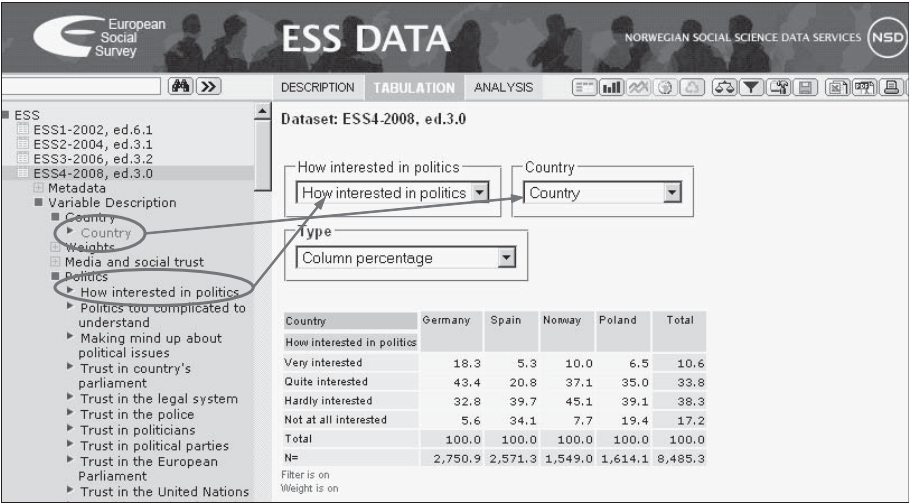 European
Social
Survey
ESS DATA
NORWEGIAN SOCIAL SCIENCE DATA SERVICES NSD
DESCRIPTION TABULATION ANALYSIS
ESS
ESS1-2002, ed.6.1
ESS2-2004, ed.3.1
ESS3-2006, ed.3.2
ESS4-2008, ed.3.0
Metadata
Variable Description
Country
Country
Weights
Media and social trust
Politics
How interested in politics
Politics too complicated to
understand
Making mind up about
political issues
Trust in country's
parliament
Trust in the legal system
Trust in the police
Trust in politicians
Trust in political parties
Trust in the European
Parliament
Trust in the United Nations
Dataset: ESS4-2008, ed.3.0
How interested in politics Country
How interested in politics Country
Type
Column percentage
Country Germany Spain Norway Poland Total
How interested in politics
Very interested 18.3 5.3 10.0 6.5 10.6
Quite interested 43.4 20.8 37.1 35.0 33.8
Hardly interested 32.8 39.7 45.1 39.1 38.3
Not at all interested 5.6 34.1 7.7 19.4 17.2
Total 100.0 100.0 100.0 100.0 100.0
N= 2,750.9 2,571.3 1,549.0 1,614.1 8,485.3
Filter is on
Weight is on